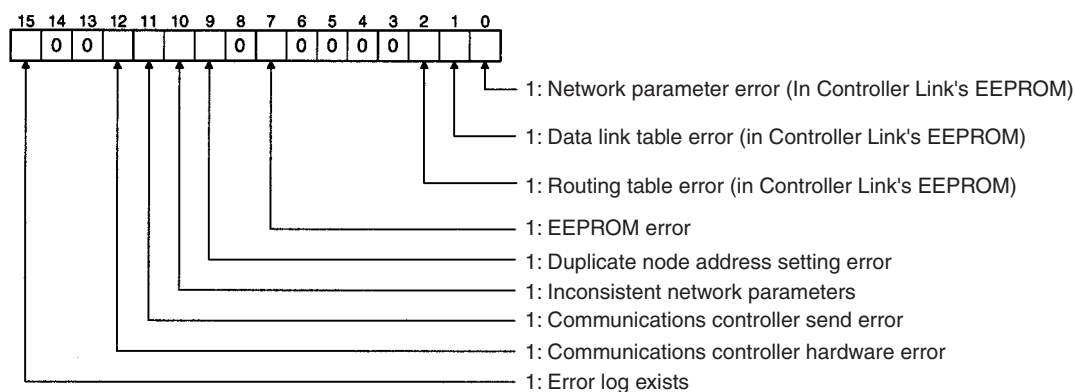 15 14 13 12 11 10 9 8 7 6 5 4 3 2 1 0
0 0 0 0 0 0 0
1: Network parameter error (In Controller Link's EEPROM)
1: Data link table error (in Controller Link's EEPROM)
1: Routing table error (in Controller Link's EEPROM)
1: EEPROM error
1: Duplicate node address setting error
1: Inconsistent network parameters
1: Communications controller send error
1: Communications controller hardware error
1: Error log exists